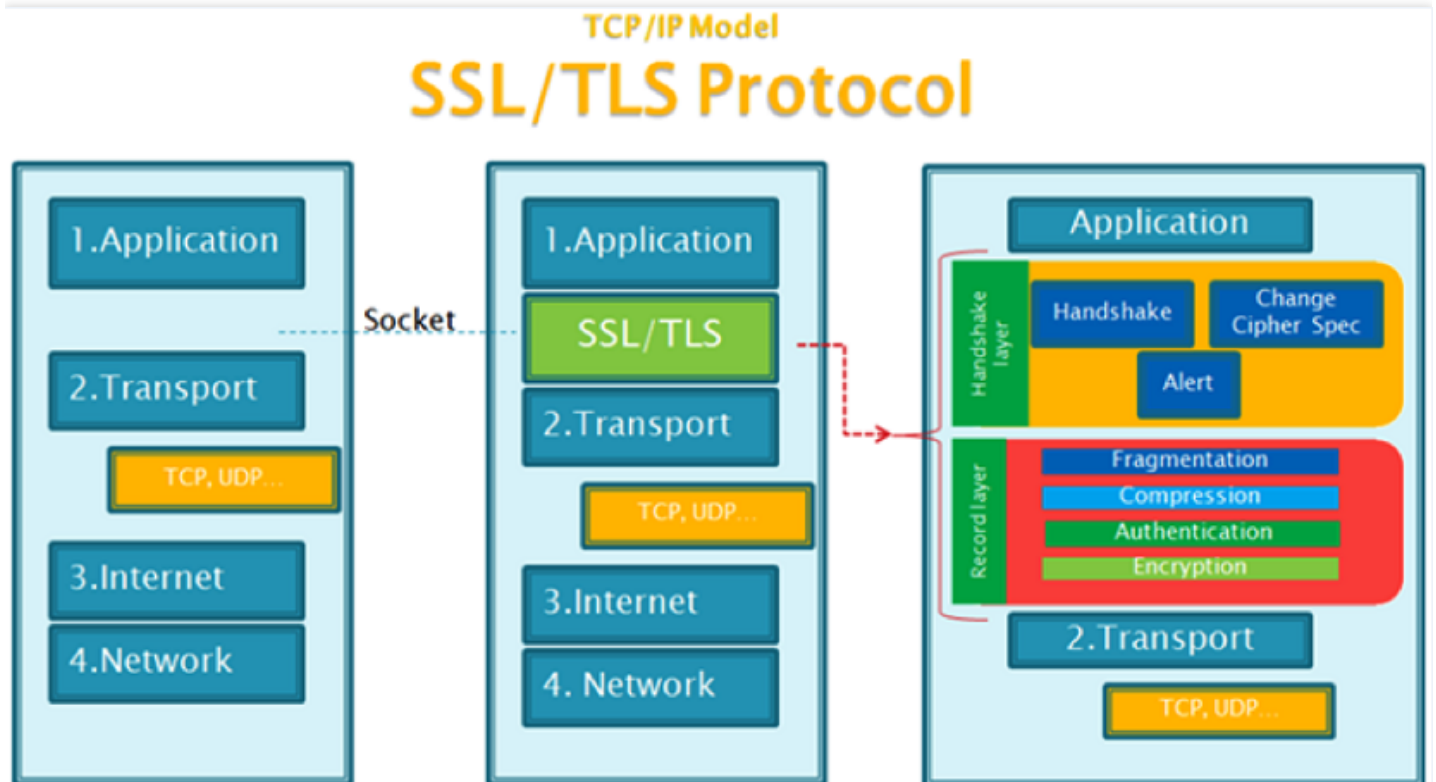 TCP/IP Model
SSL/TLS Protocol
1.Application
Socket
2.Transport
TCP, UDP...
3.Internet
4.Network
1.Application
SSL/TLS
2.Transport
TCP, UDP...
3.Internet
4. Network
Application
Handshake
layer
Handshake
Change
Cipher Spec
Alert
Record layer
Fragmentation
Compression
Authentication
Encryption
2.Transport
TCP, UDP...